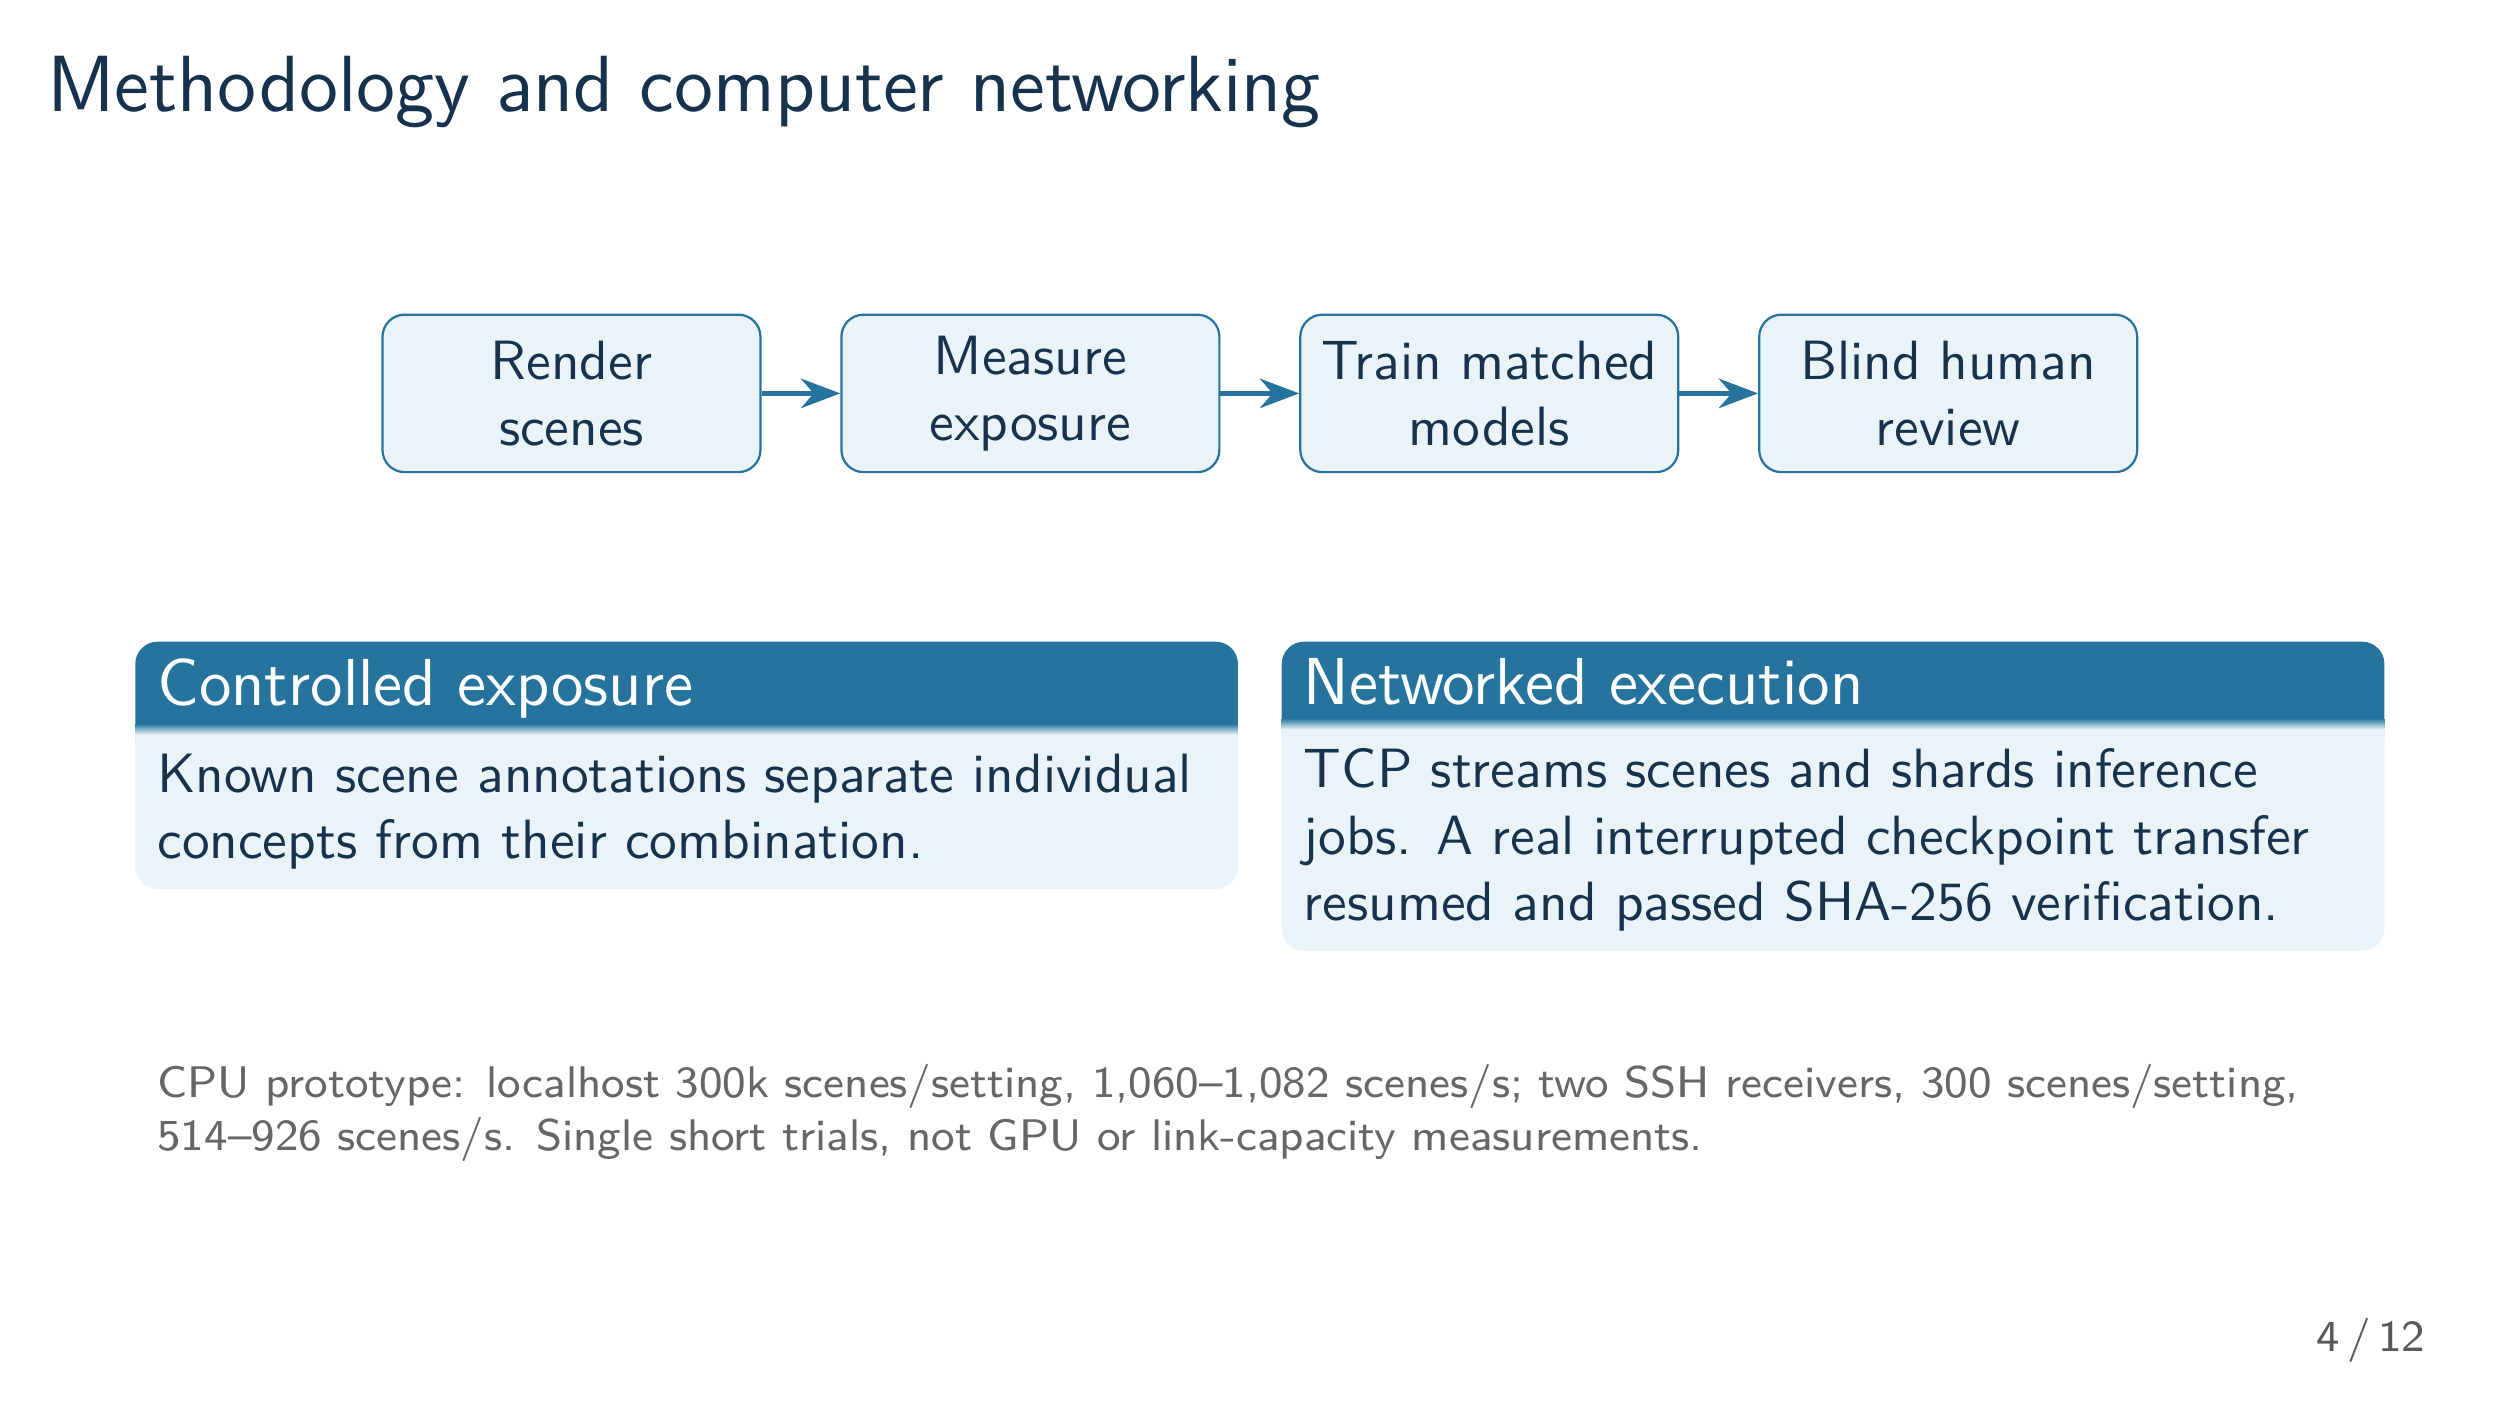 Methodology and computer networking
Render
scenes
Measure
exposure
Train matched
models
Blind human
review
Controlled exposure
Known scene annotations separate individual
concepts from their combination.
Networked execution
TCP streams scenes and shards inference
jobs. A real interrupted checkpoint transfer
resumed and passed SHA-256 verification.
CPU prototype: localhost 300k scenes/setting, 1,060–1,082 scenes/s; two SSH receivers, 300 scenes/setting,
514–926 scenes/s. Single short trials, not GPU or link-capacity measurements.
4 / 12